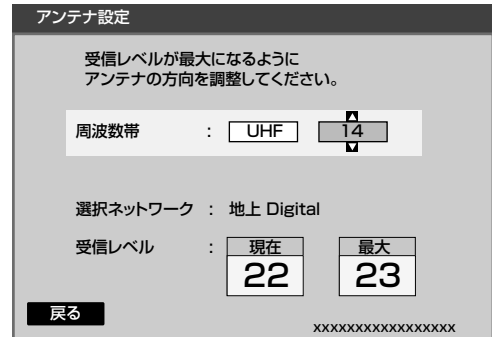 アンテナ設定
受信レベルが最大になるように
アンテナの方向を調整してください。
周波数帯 : UHF 14
選択ネットワーク : 地上 Digital
受信レベル : 現在 最大
22 23
戻る
xxxxxxxxxxxxxxxxx